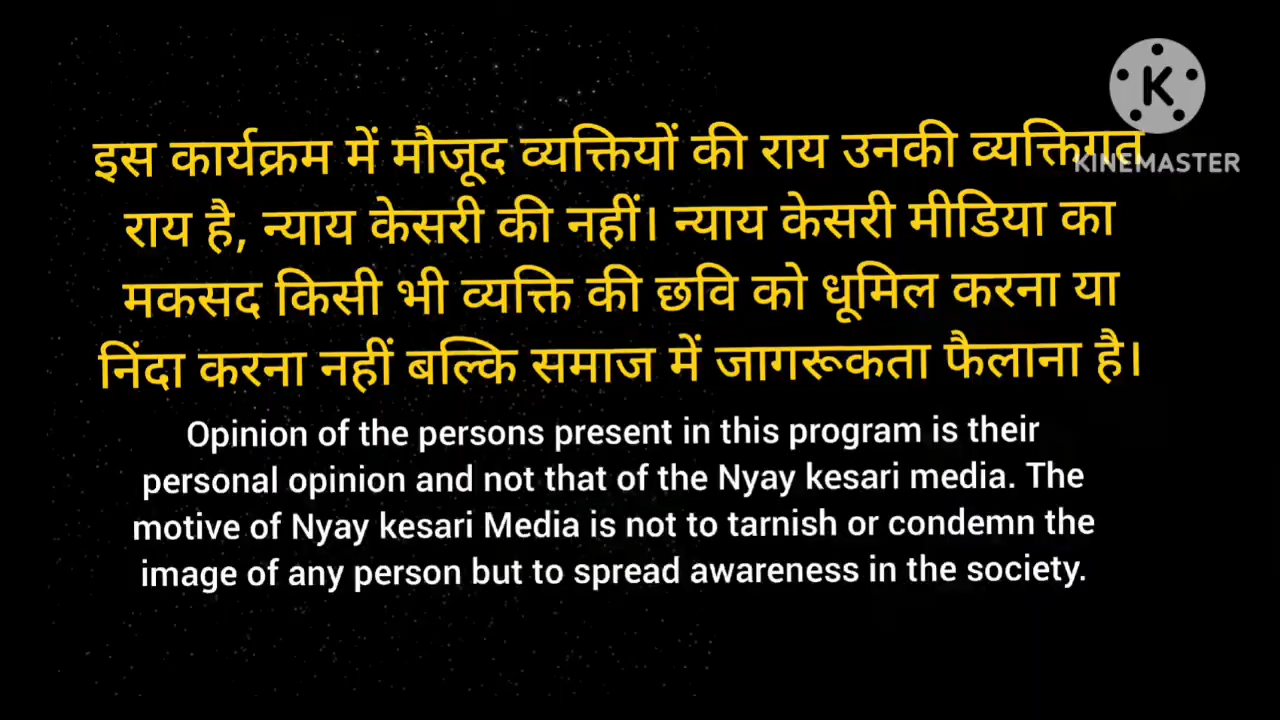 इस कार्यक्रम में मौजूद व्यक्तियों की राय उनकी व्यक्तिगत
राय है, न्याय केसरी की नहीं। न्याय केसरी मीडिया का
मकसद किसी भी व्यक्ति की छवि को धूमिल करना या
निंदा करना नहीं बल्कि समाज में जागरूकता फैलाना है।
Opinion of the persons present in this program is their
personal opinion and not that of the Nyay kesari media. The
motive of Nyay kesari Media is not to tarnish or condemn the
image of any person but to spread awareness in the society.
K
KINEMASTER